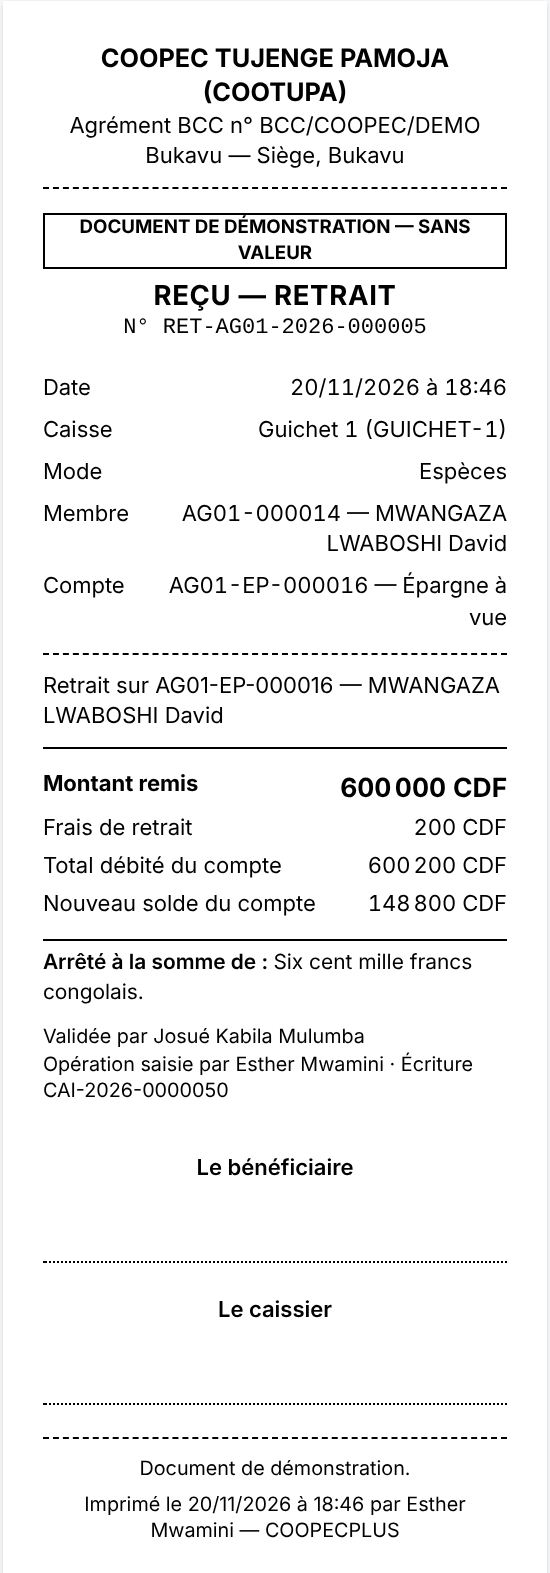 COOPEC TUJENGE PAMOJA
(COOTUPA)
Agrément BCC n° BCC/COOPEC/DEMO
Bukavu — Siège, Bukavu
DOCUMENT DE DÉMONSTRATION — SANS
VALEUR
REÇU — RETRAIT
N° RET-AG01-2026-000005
Date 20/11/2026 à 18:46
Caisse Guichet 1 (GUICHET-1)
Mode Espèces
Membre AG01-000014 — MWANGAZA
LWABOSHI David
Compte AG01-EP-000016 — Épargne à
vue
Retrait sur AG01-EP-000016 — MWANGAZA
LWABOSHI David
Montant remis 600 000 CDF
Frais de retrait 200 CDF
Total débité du compte 600 200 CDF
Nouveau solde du compte 148 800 CDF
Arrêté à la somme de : Six cent mille francs
congolais.
Validée par Josué Kabila Mulumba
Opération saisie par Esther Mwamini · Écriture
CAI-2026-0000050
Le bénéficiaire
Le caissier
Document de démonstration.
Imprimé le 20/11/2026 à 18:46 par Esther
Mwamini — COOPECPLUS